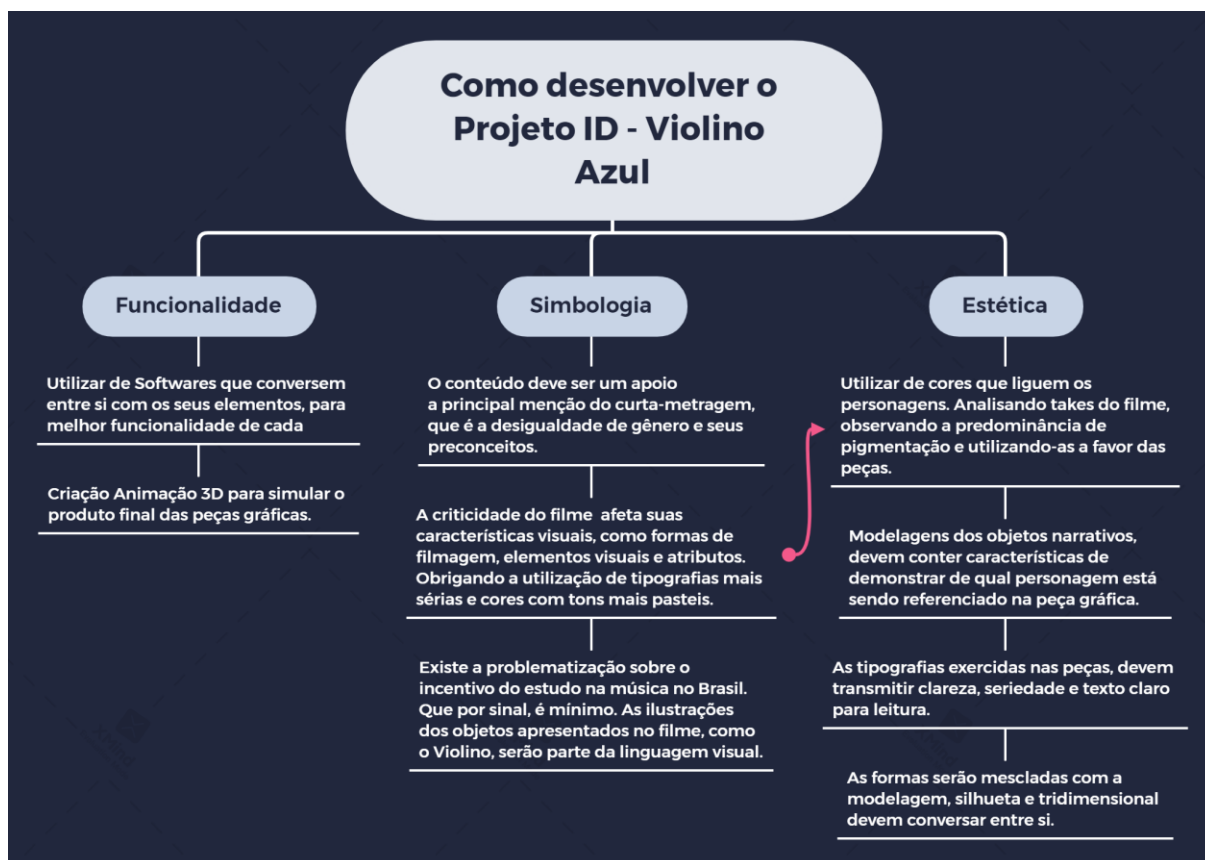 Como desenvolver o
Projeto ID - Violino
Azul
Funcionalidade
Utilizar de Softwares que conversem
entre si com os seus elementos, para
melhor funcionalidade de cada
Criação Animação 3D para simular o
produto final das peças gráficas.
Simbologia
O conteúdo deve ser um apoio
a principal menção do curta-metragem,
que é a desigualdade de gênero e seus
preconceitos.
A criticidade do filme afeta suas
características visuais, como formas de
filmagem, elementos visuais e atributos.
Obrigando a utilização de tipografias mais
sérias e cores com tons mais pasteis.
Existe a problematização sobre o
incentivo do estudo na música no Brasil.
Que por sinal, é mínimo. As ilustrações
dos objetos apresentados no filme, como
o Violino, serão parte da linguagem visual.
Estética
Utilizar de cores que liguem os
personagens. Analisando takes do filme,
observando a predominância de
pigmentação e utilizando-as a favor das
peças.
Modelagens dos objetos narrativos,
devem conter características de
demonstrar de qual personagem está
sendo referenciado na peça gráfica.
As tipografias exercidas nas peças, devem
transmitir clareza, seriedade e texto claro
para leitura.
As formas serão mescladas com a
modelagem, silhueta e tridimensional
devem conversar entre si.